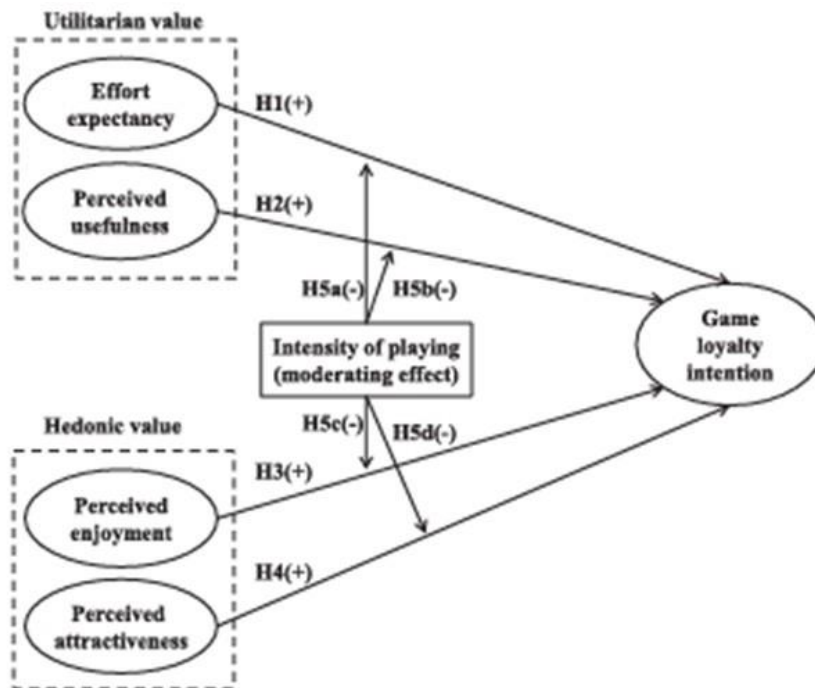 Utilitarian value
Effort
expectancy
H1(+)
Perceived
usefulness
H2(+)
H5a(-)
H5b(-)
Intensity of playing
(moderating effect)
Game
loyalty
intention
H5c(-)
H5d(-)
Hedonic value
Perceived
enjoyment
H3(+)
Perceived
attractiveness
H4(+)